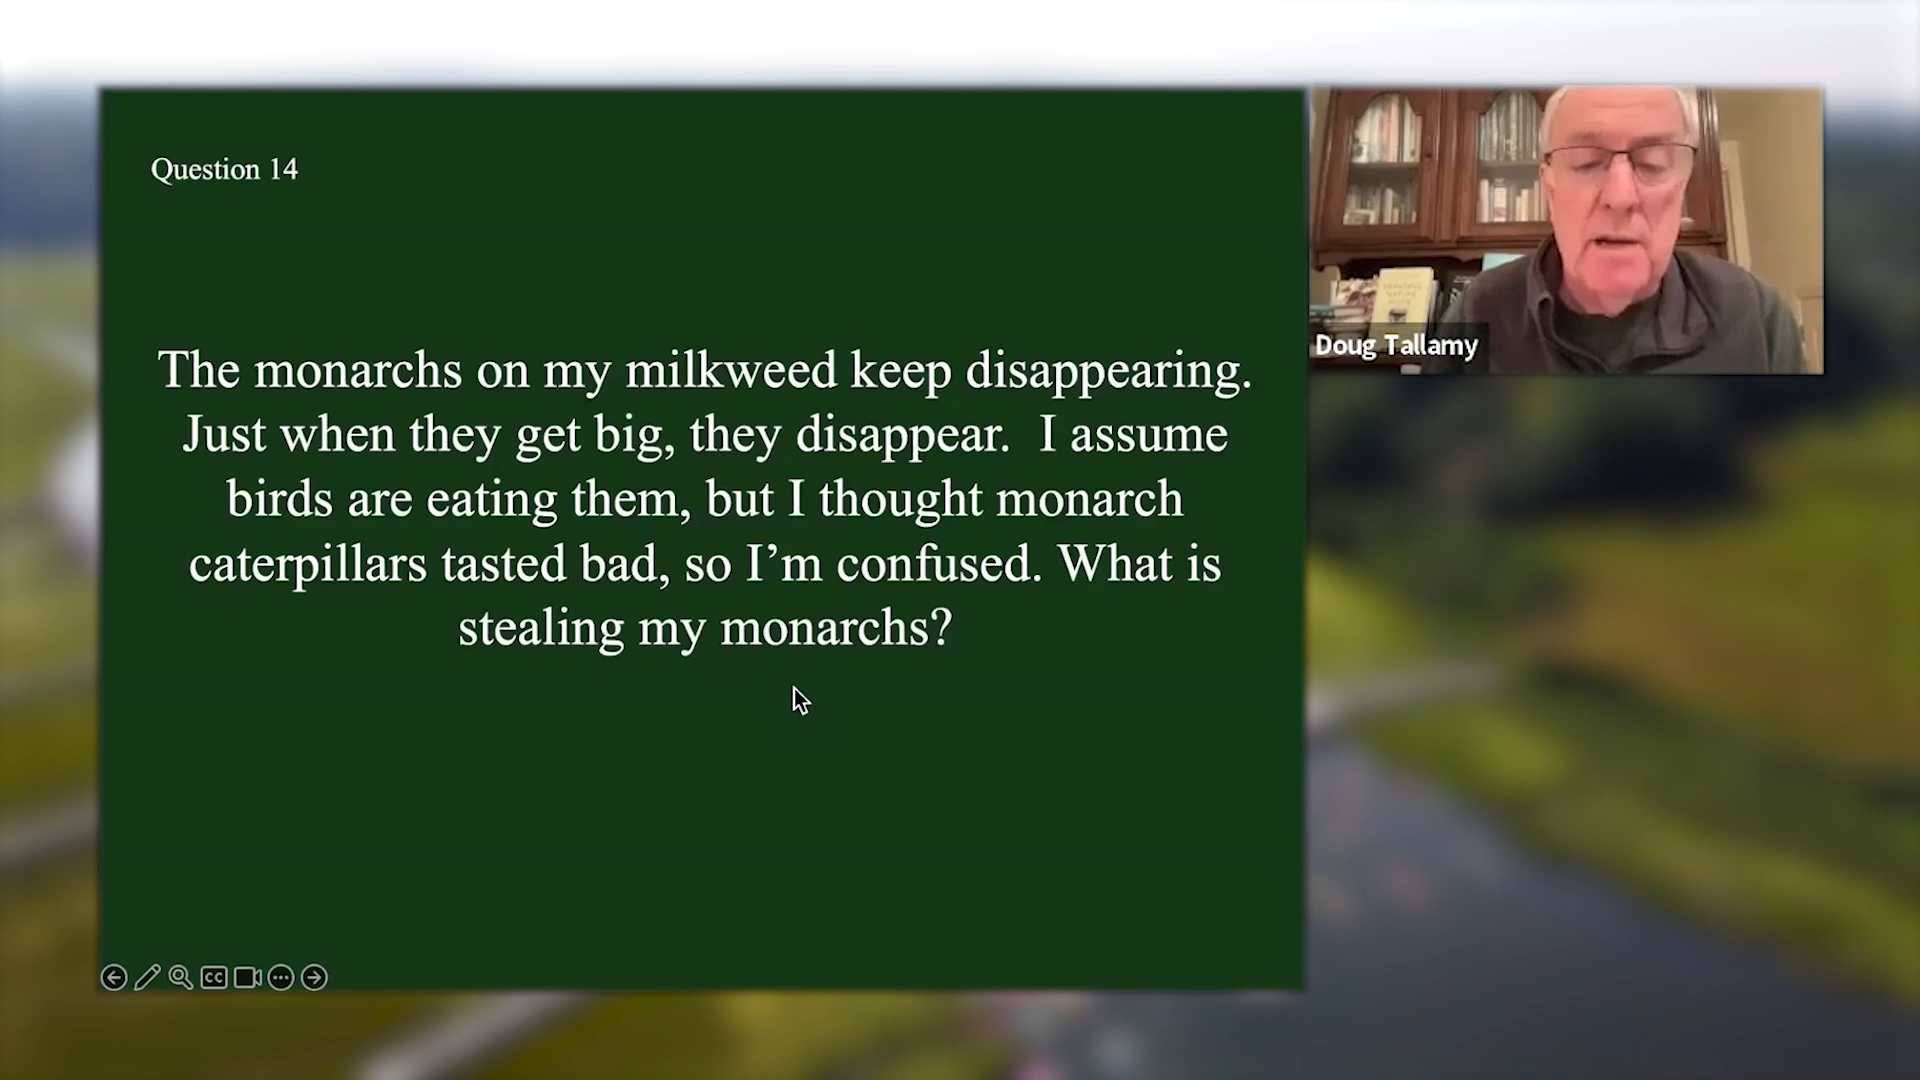 Question 14
The monarchs on my milkweed keep disappearing.
Just when they get big, they disappear.  I assume
birds are eating them, but I thought monarch
caterpillars tasted bad, so I’m confused. What is
stealing my monarchs?
Doug Tallamy
CC